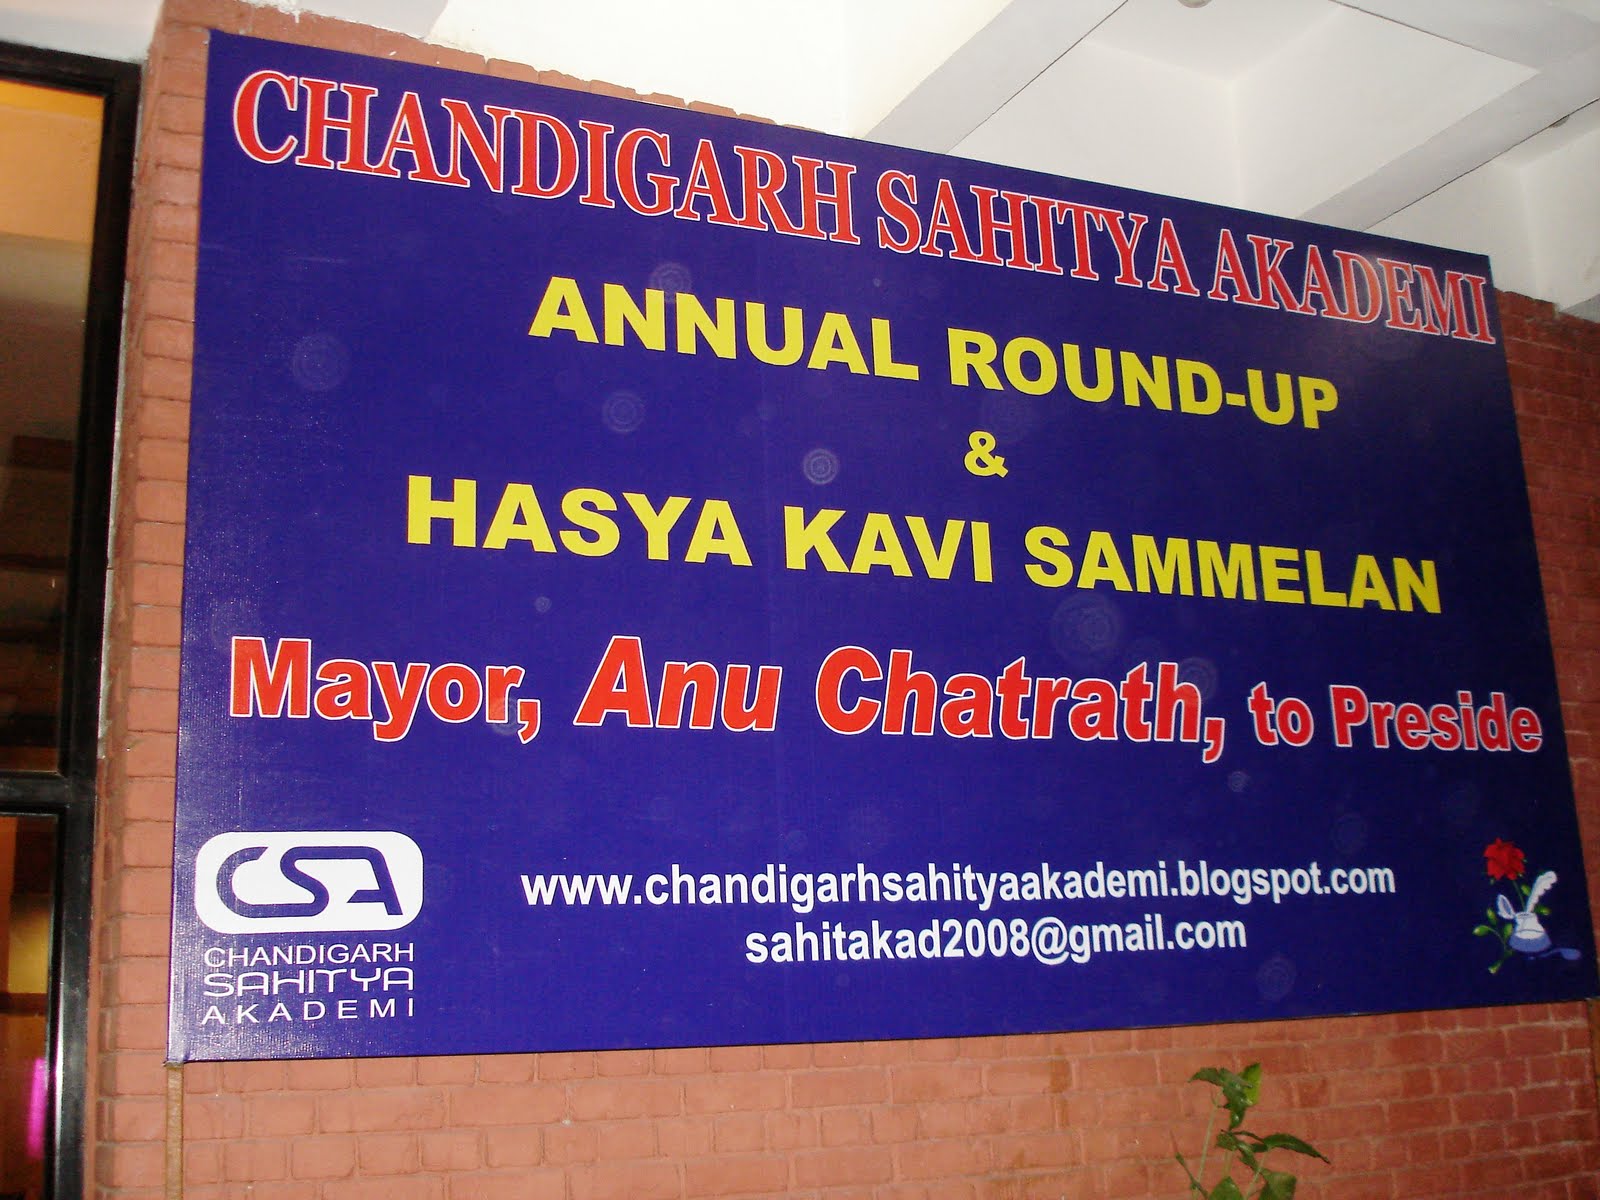 CHANDIGARH SAHITYA AKADEMI
ANNUAL ROUND-UP
&
HASYA KAVI SAMMELAN
Mayor, Anu Chatrath, to Preside
CSA
CHANDIGARH
SAHITYA
AKADEMI
www.chandigarhsahityaakademi.blogspot.com
sahitakad2008@gmail.com